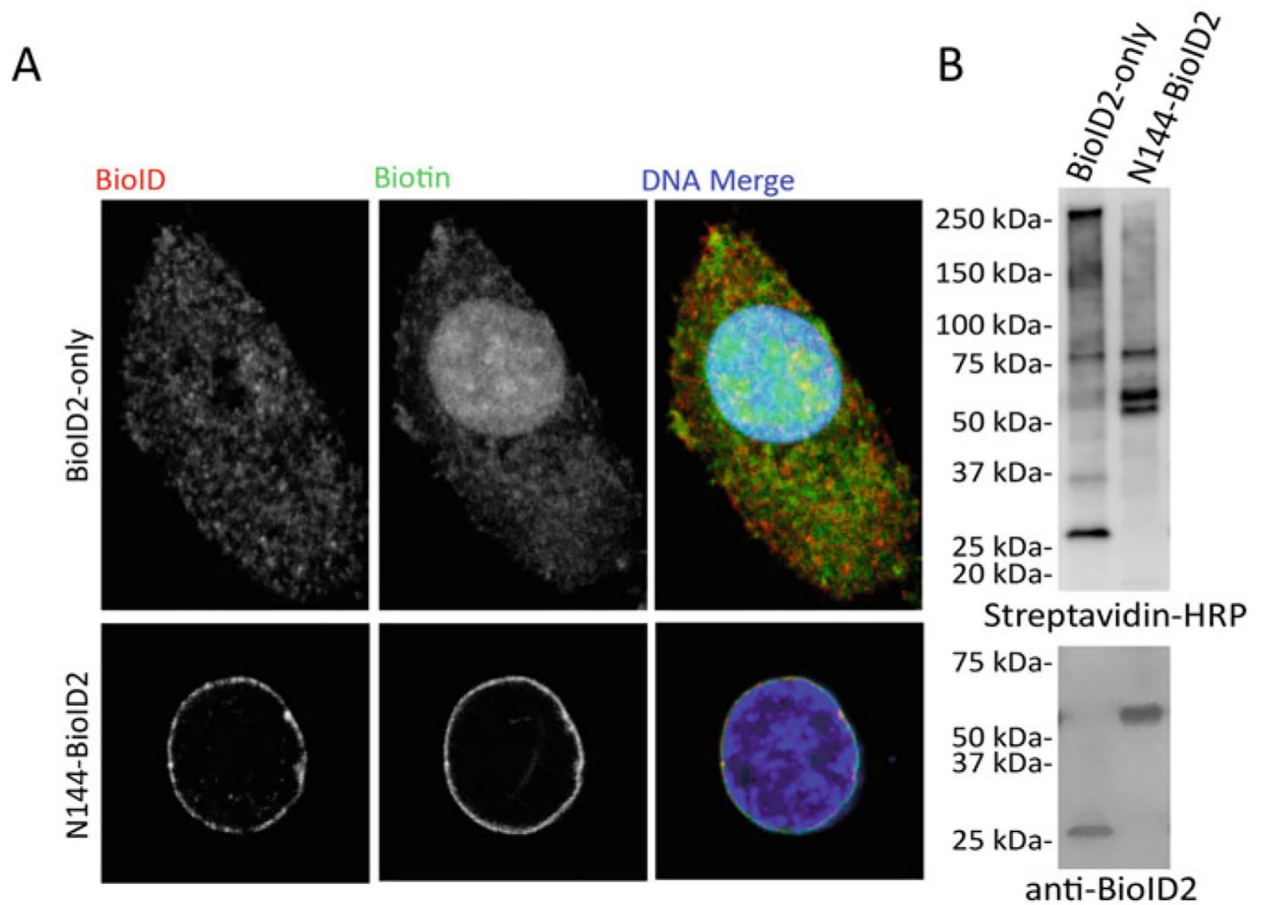 A
BioID
Biotin
DNA Merge
BioID2-only
N144-BioID2
B
BioID2-only
N144-BioID2
250 kDa-
150 kDa-
100 kDa-
75 kDa-
50 kDa-
37 kDa-
25 kDa-
20 kDa-
Streptavidin-HRP
75 kDa-
50 kDa-
37 kDa-
25 kDa-
anti-BioID2